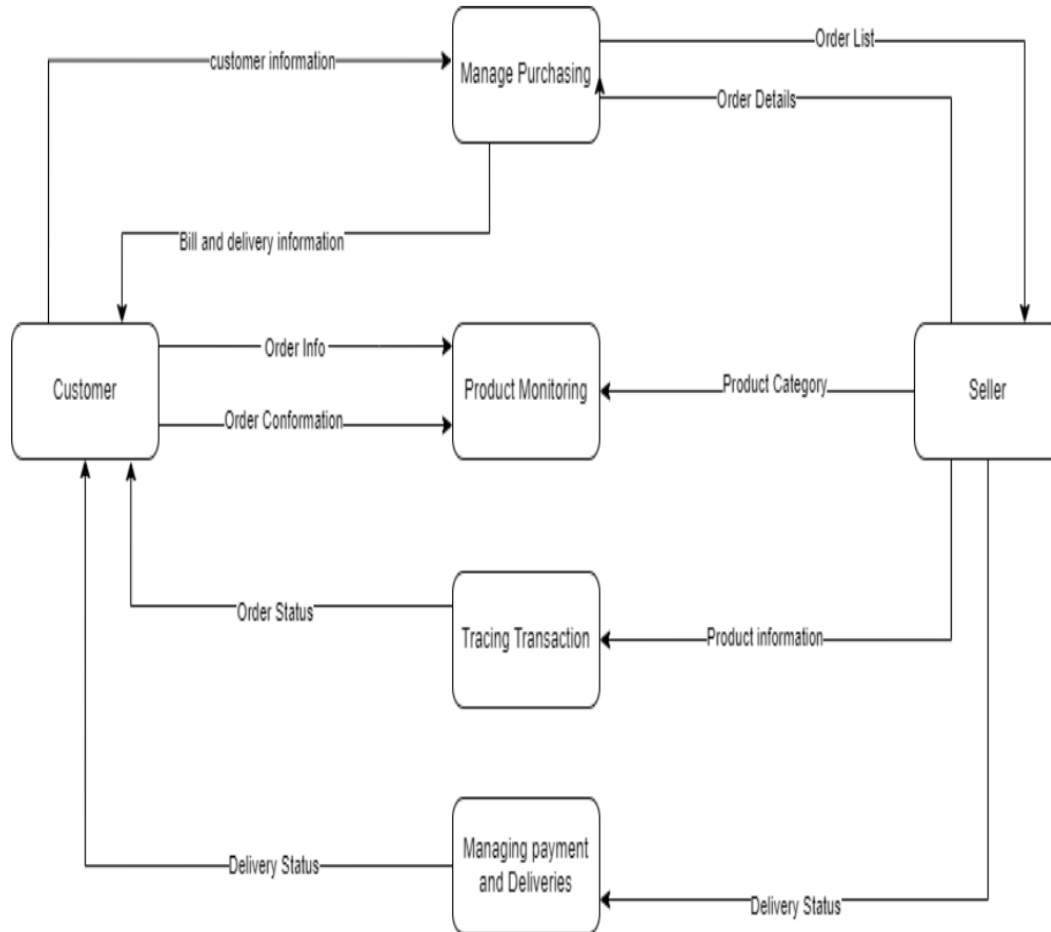 Order List
customer information
Manage Purchasing
Order Details
Bill and delivery information
Order Info
Customer
Product Monitoring
Product Category
Seller
Order Conformation
Order Status
Tracing Transaction
Product information
Managing payment
and Deliveries
Delivery Status
Delivery Status